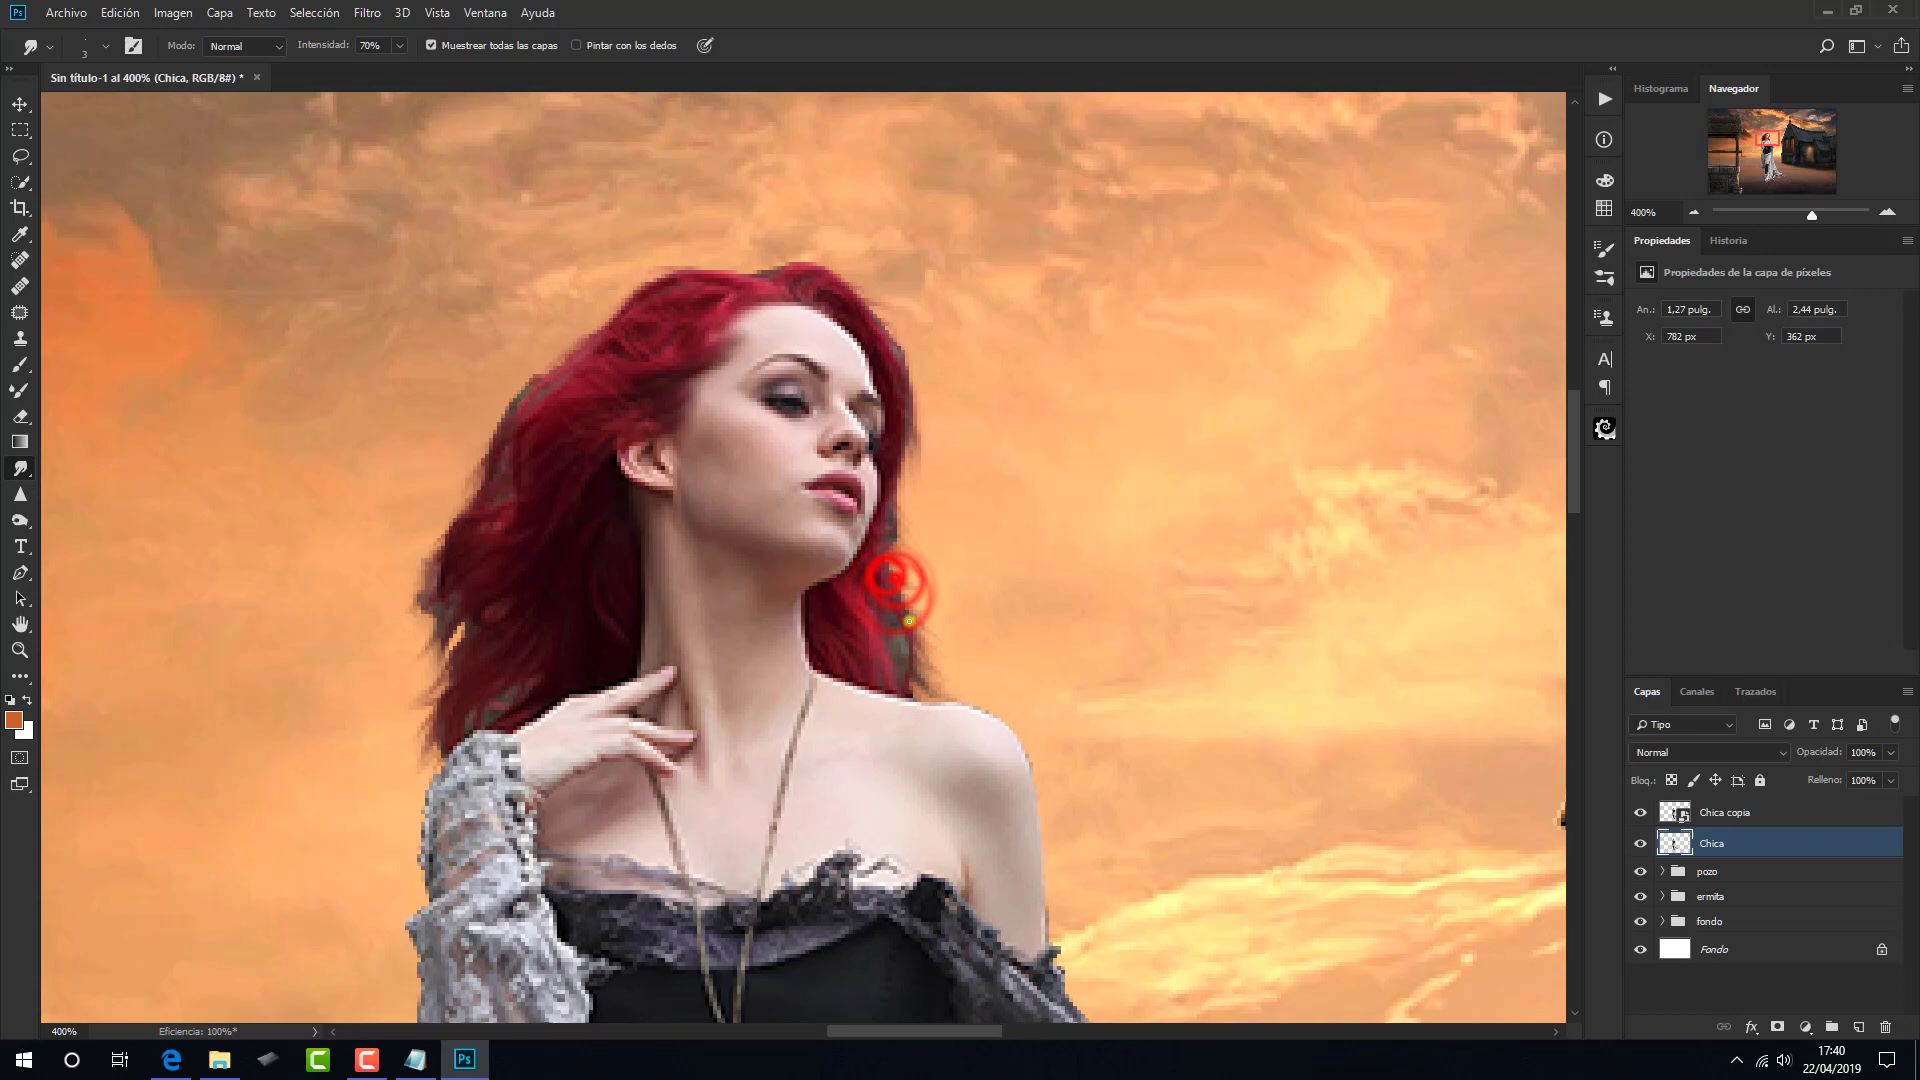 Ps Archivo Edición Imagen Capa Texto Selección Filtro 3D Vista Ventana Ayuda
3 Modo: Normal Intensidad: 70% Muestrear todas las capas Pintar con los dedos
Sin título-1 al 400% (Chica, RGB/8#) *
Histograma Navegador
400%
Propiedades Historia
Propiedades de la capa de píxeles
An.: 1,27 pulg. Al.: 2,44 pulg.
X: 782 px Y: 362 px
Capas Canales Trazados
Tipo
Normal Opacidad: 100%
Bloq.: Relleno: 100%
Chica copia
Chica
pozo
ermita
fondo
Fondo
400% Eficiencia: 100%*
Ps
17:40
22/04/2019